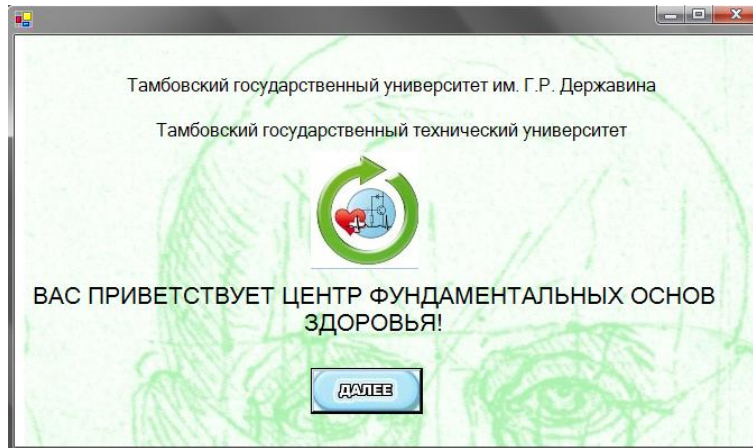 Тамбовский государственный университет им. Г.Р. Державина
Тамбовский государственный технический университет
ВАС ПРИВЕТСТВУЕТ ЦЕНТР ФУНДАМЕНТАЛЬНЫХ ОСНОВ
ЗДОРОВЬЯ!
ДАЛЕЕ